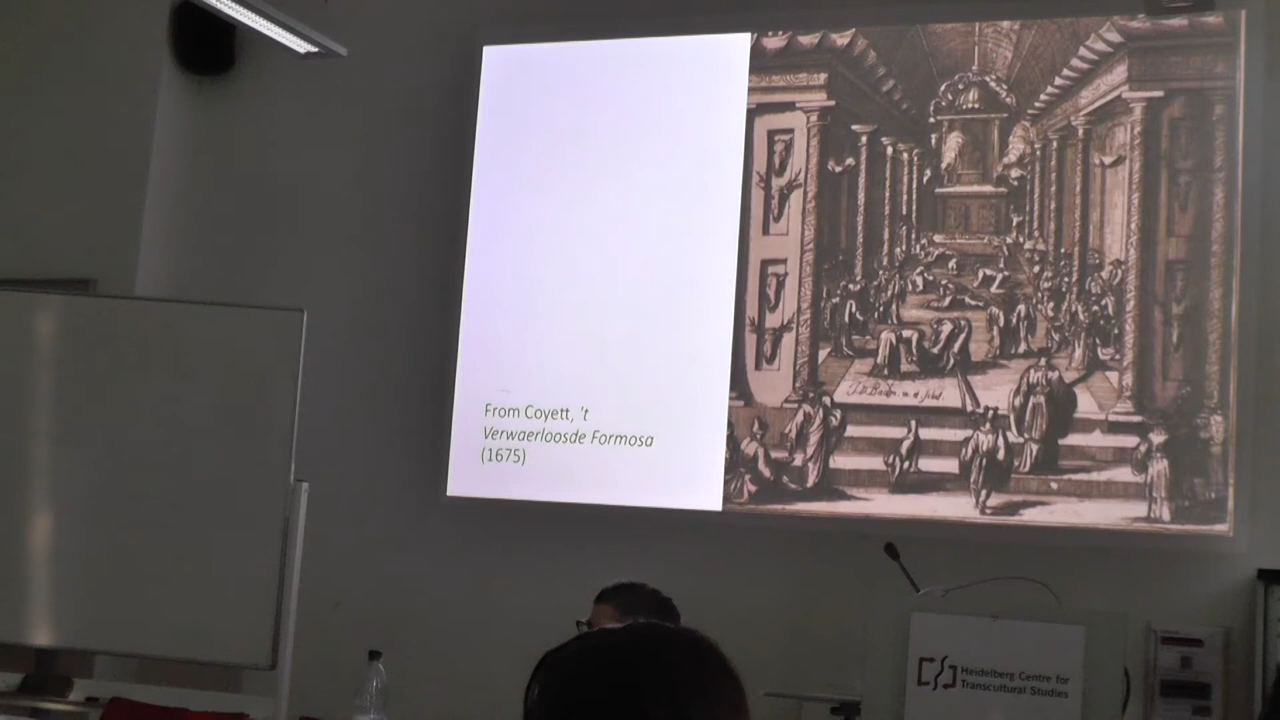 From Coyett, 't
Verwaerloosde Formosa
(1675)
Heidelberg Centre for
Transcultural Studies